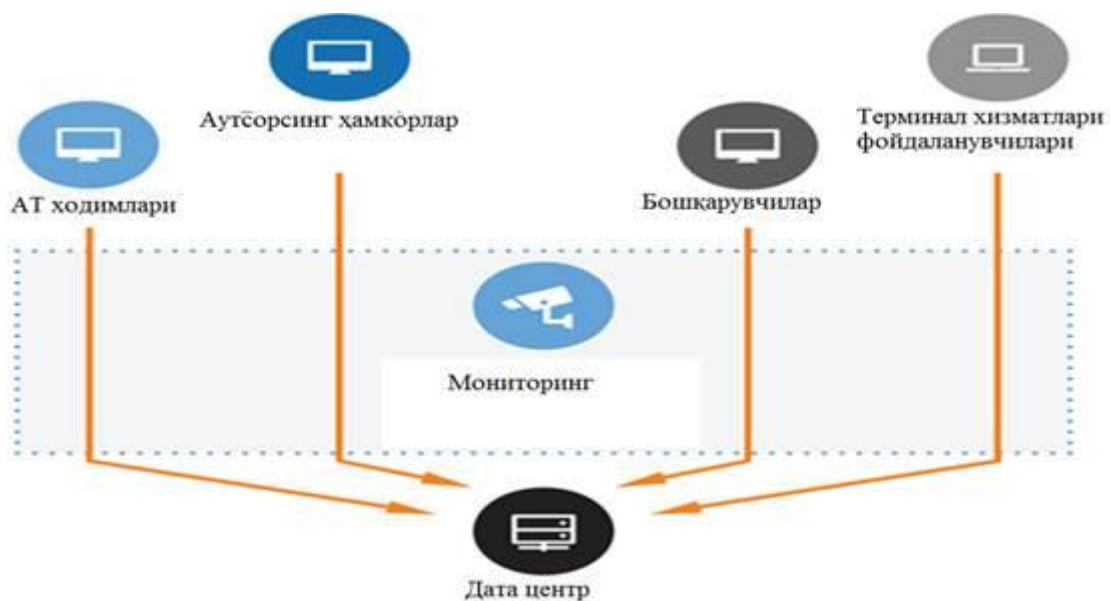 Аутсорсинг ҳамкорлар
АТ ходимлари
Бошқарувчилар
Терминал хизматлари
фойдаланувчилари
Мониторинг
Дата центр